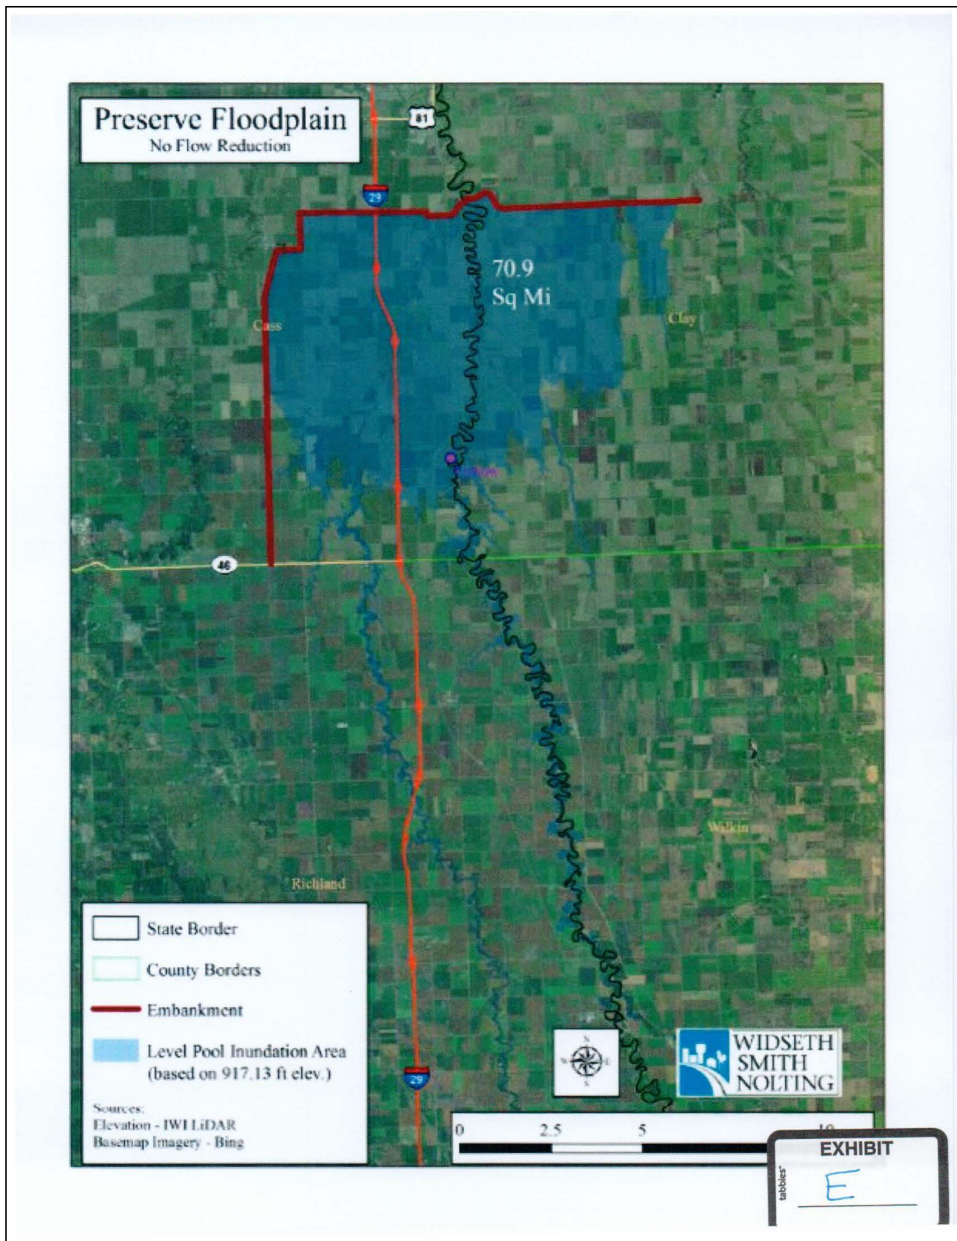 Preserve Floodplain
No Flow Reduction
81
29
70.9
Sq Mi
Cass
Clay
46
Wilkin
Richland
State Border
County Borders
Embankment
Level Pool Inundation Area
(based on 917.13 ft elev.)
Sources:
Elevation - IWI LiDAR
Basemap Imagery - Bing
29
N
W
E
S
WIDSETH
SMITH
NOLTING
0
2.5
5
10
EXHIBIT
tabbies®
E